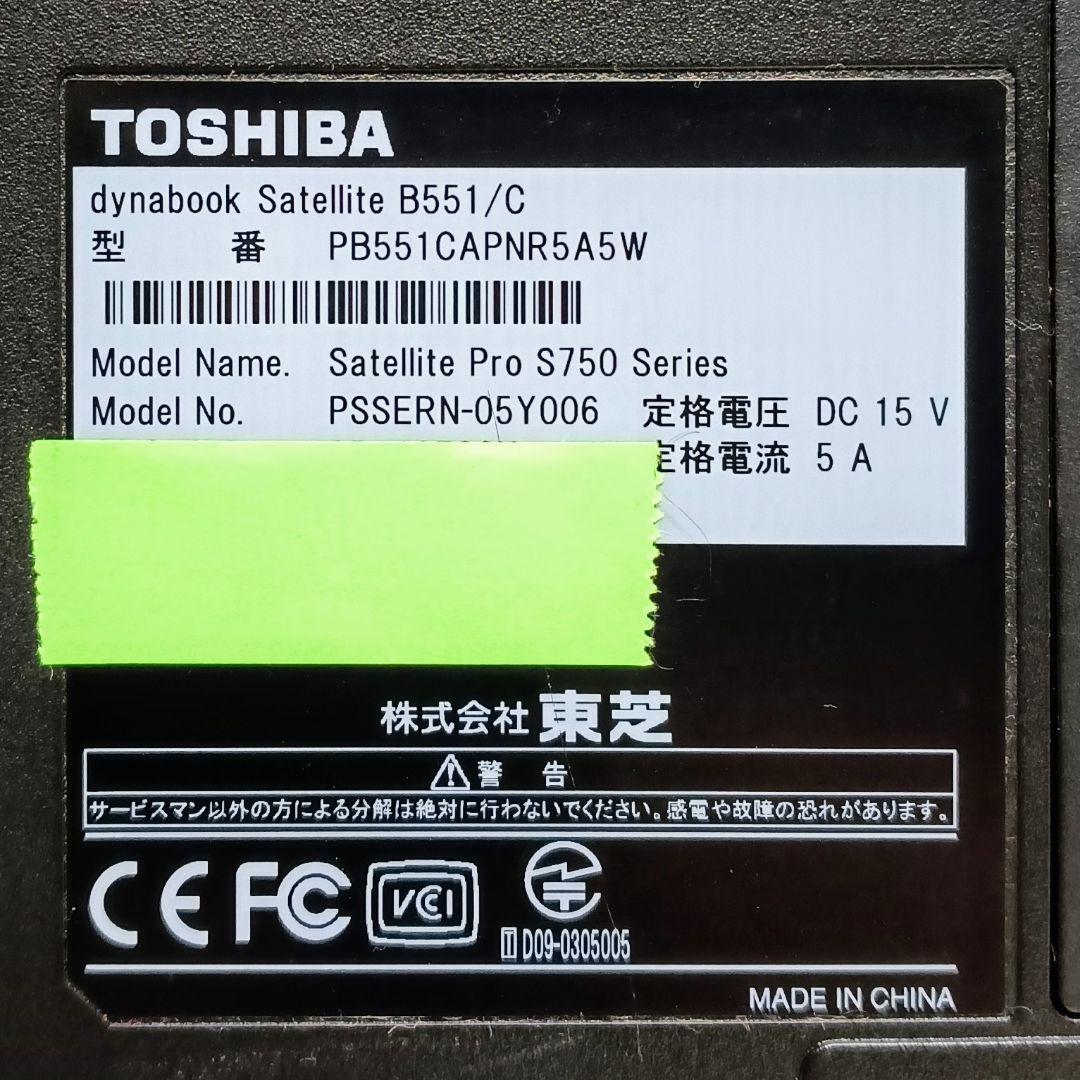 TOSHIBA
dynabook Satellite B551/C
型 番 PB551CAPNR5A5W
Model Name. Satellite Pro S750 Series
Model No. PSSERN-05Y006 定格電圧 DC 15 V
定格電流 5 A
株式会社 東芝
警 告
サービスマン以外の方による分解は絶対に行わないでください。感電や故障の恐れがあります。
CE FC VCI
T D09-0305005
MADE IN CHINA